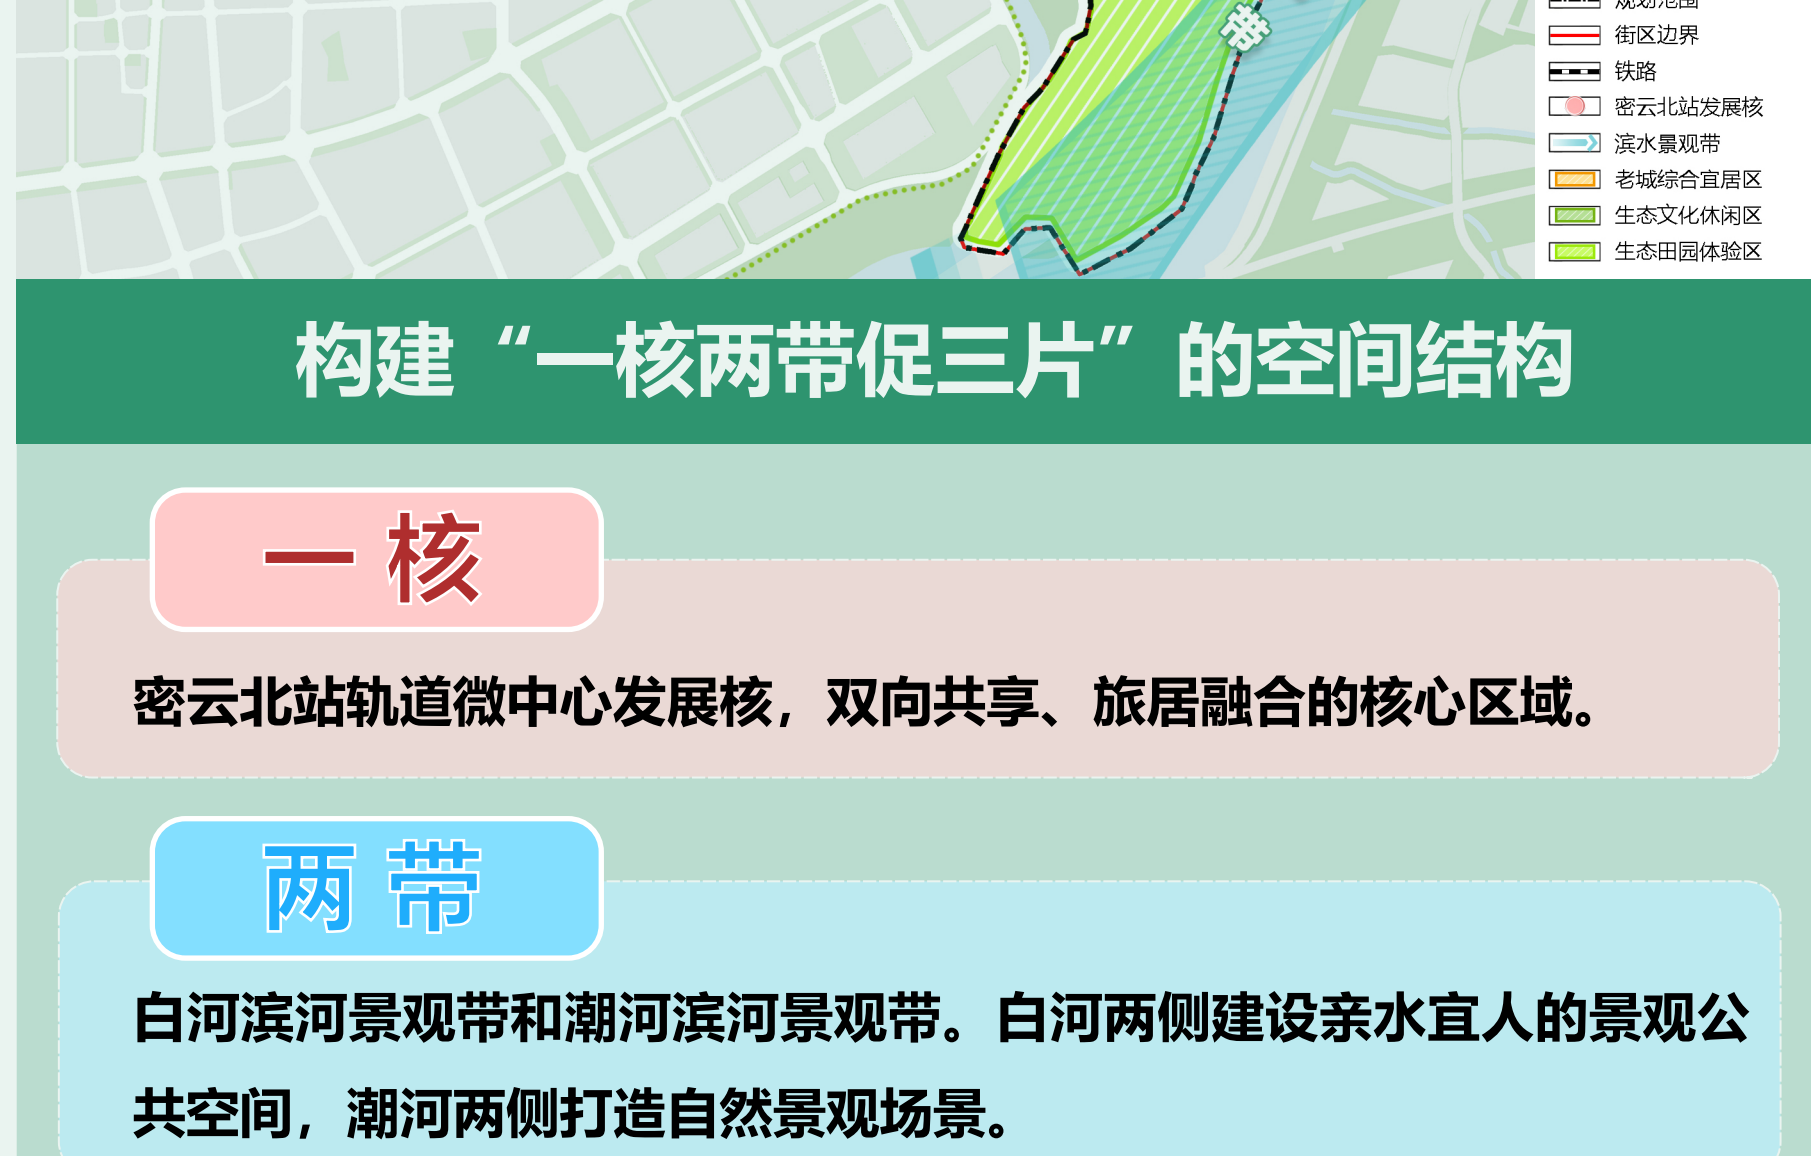 带
规划范围
街区边界
铁路
密云北站发展核
滨水景观带
老城综合宜居区
生态文化休闲区
生态田园体验区
构建“一核两带促三片”的空间结构
一核
密云北站轨道微中心发展核，双向共享、旅居融合的核心区域。
两带
白河滨河景观带和潮河滨河景观带。白河两侧建设亲水宜人的景观公
共空间，潮河两侧打造自然景观场景。